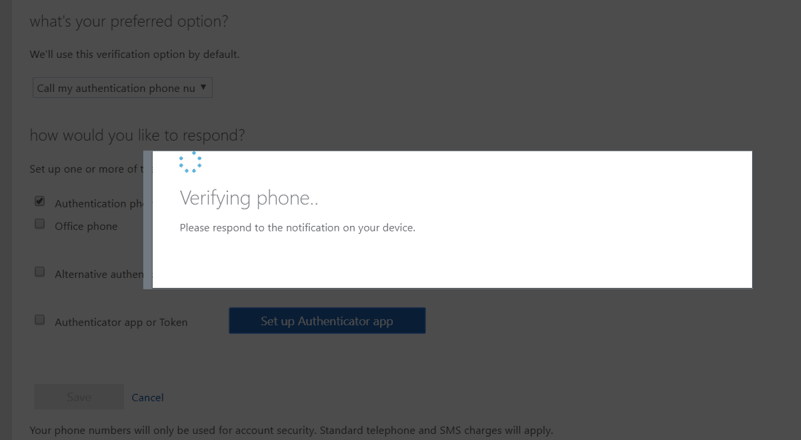 what's your preferred option?
We'll use this verification option by default.
Call my authentication phone nu
how would you like to respond?
Set up one or more of t
Verifying phone..
Authentication ph
Please respond to the notification on your device.
Office phone
Alternative authen
Authenticator app or Token
Set up Authenticator app
Save Cancel
Your phone numbers will only be used for account security. Standard telephone and SMS charges will apply.